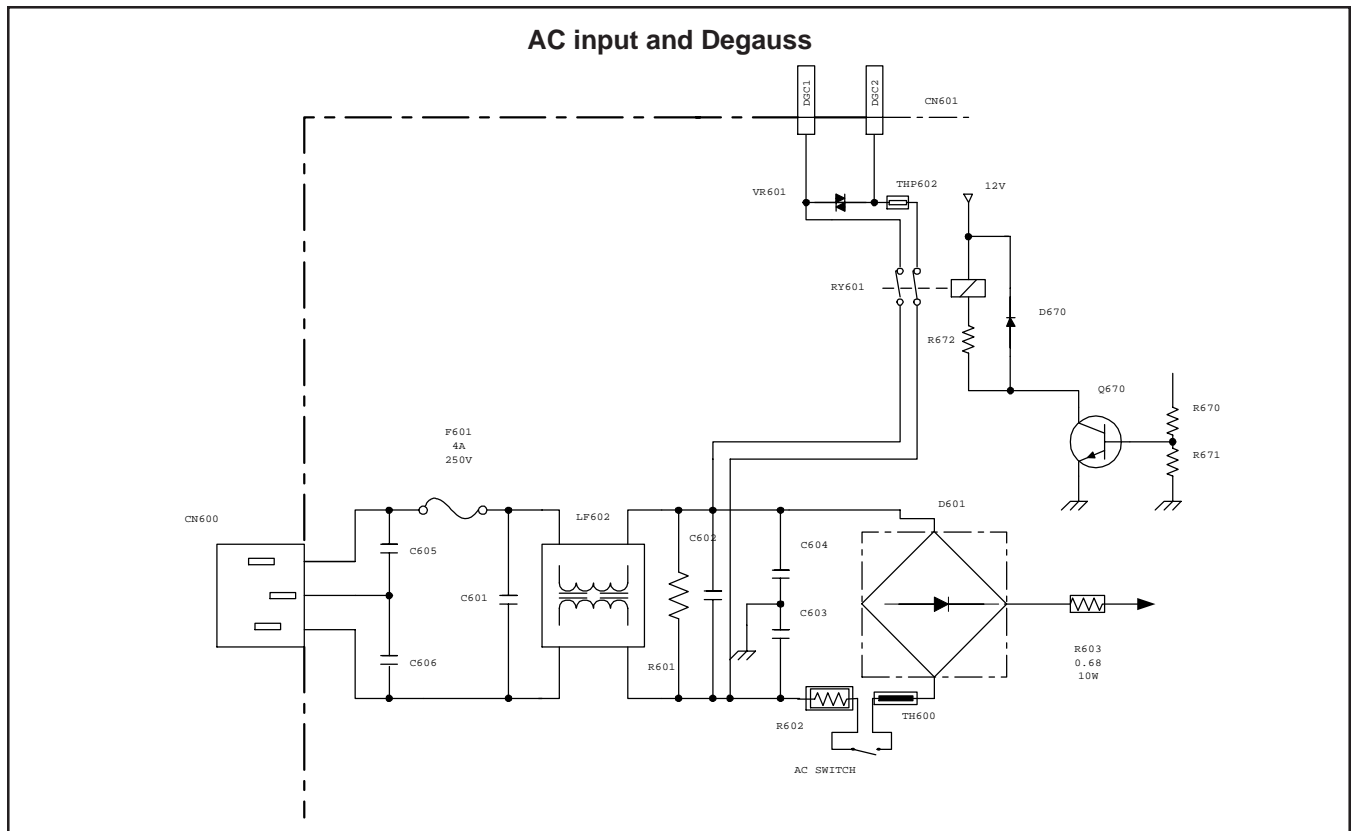 AC input and Degauss
DGC1
DGC2
CN601
VR601
THP602
12V
RY601
D670
R672
Q670
R670
R671
F601
4A
250V
CN600
LF602
D601
C605
C602
C604
C601
C603
C606
R601
R603
0.68
10W
R602
TH600
AC SWITCH